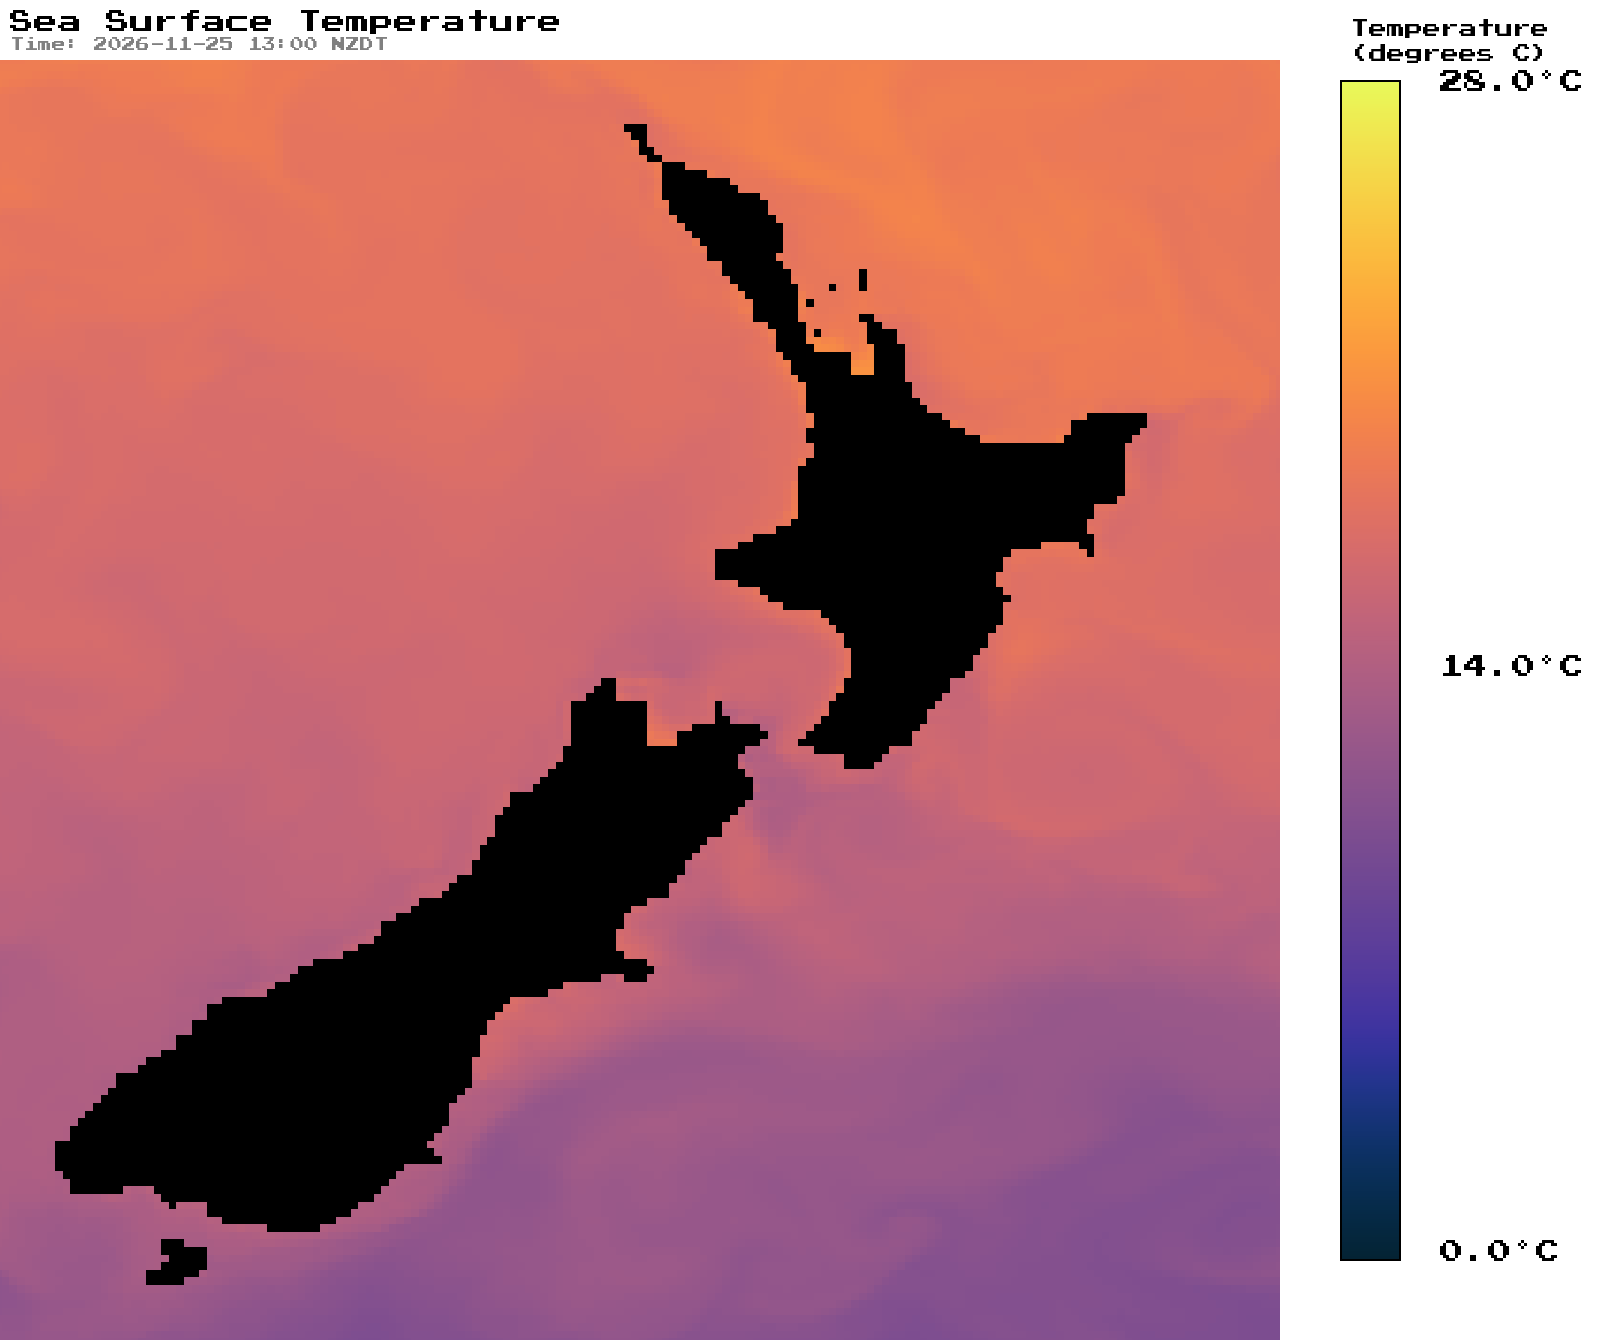 Sea Surface Temperature
Time: 2026-11-25 13:00 NZDT
Temperature
(degrees C)
28.0°C
14.0°C
0.0°C